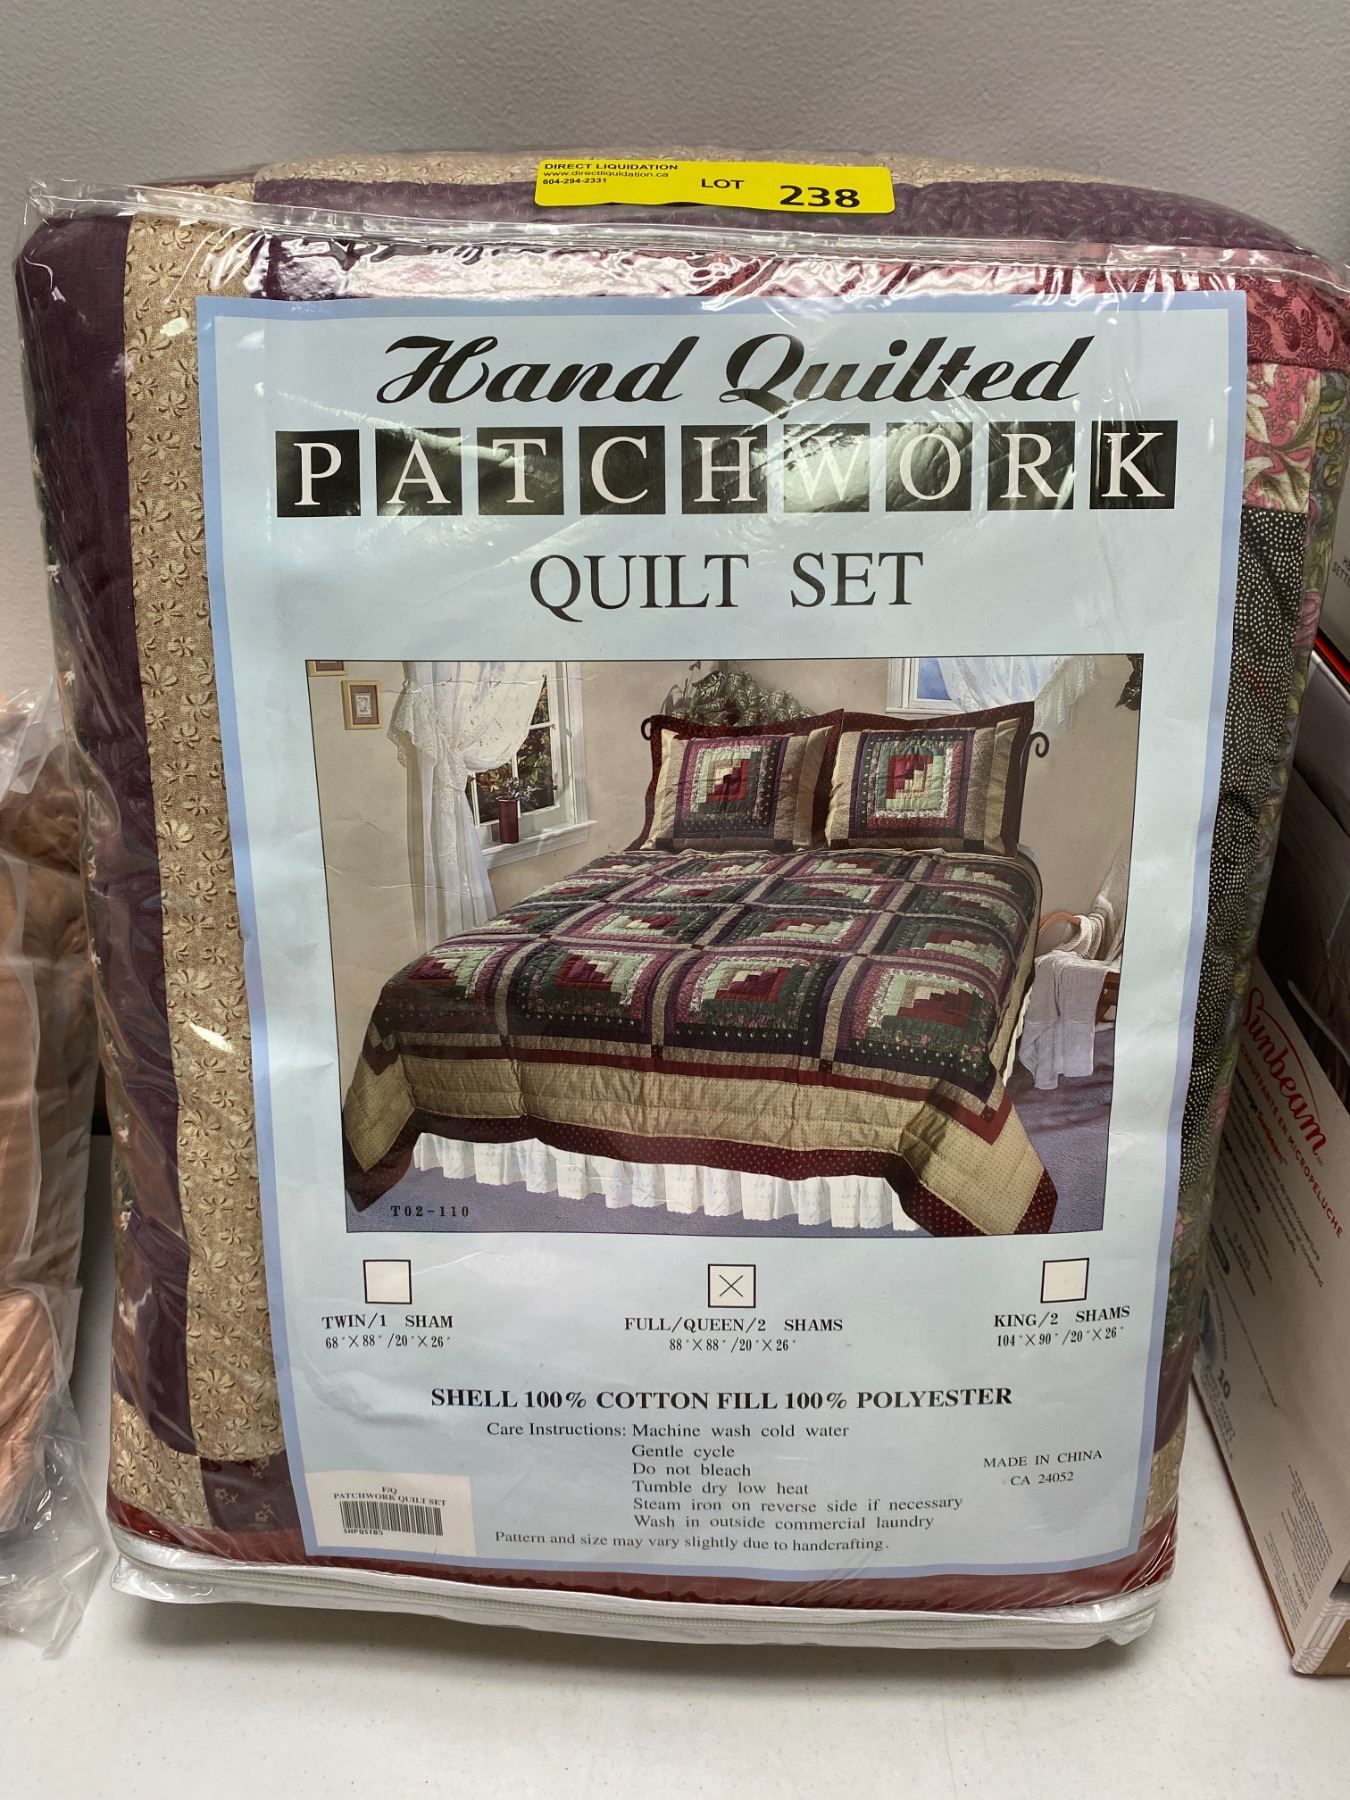 DIRECT LIQUIDATION
www.directliquidation.ca
604-294-2331
LOT 238
Hand Quilted
PATCHWORK
QUILT SET
T02-110
TWIN/1 SHAM
68"X88"/20"X26"
FULL/QUEEN/2 SHAMS
88"X88"/20"X26"
KING/2 SHAMS
104"X90"/20"X26"
SHELL 100% COTTON FILL 100% POLYESTER
Care Instructions: Machine wash cold water
Gentle cycle
Do not bleach
Tumble dry low heat
Steam iron on reverse side if necessary
Wash in outside commercial laundry
Pattern and size may vary slightly due to handcrafting.
MADE IN CHINA
CA 24052
F/Q
PATCHWORK QUILT SET
Sunbeam
COUVERTURE EN MICROPELUCHE
10